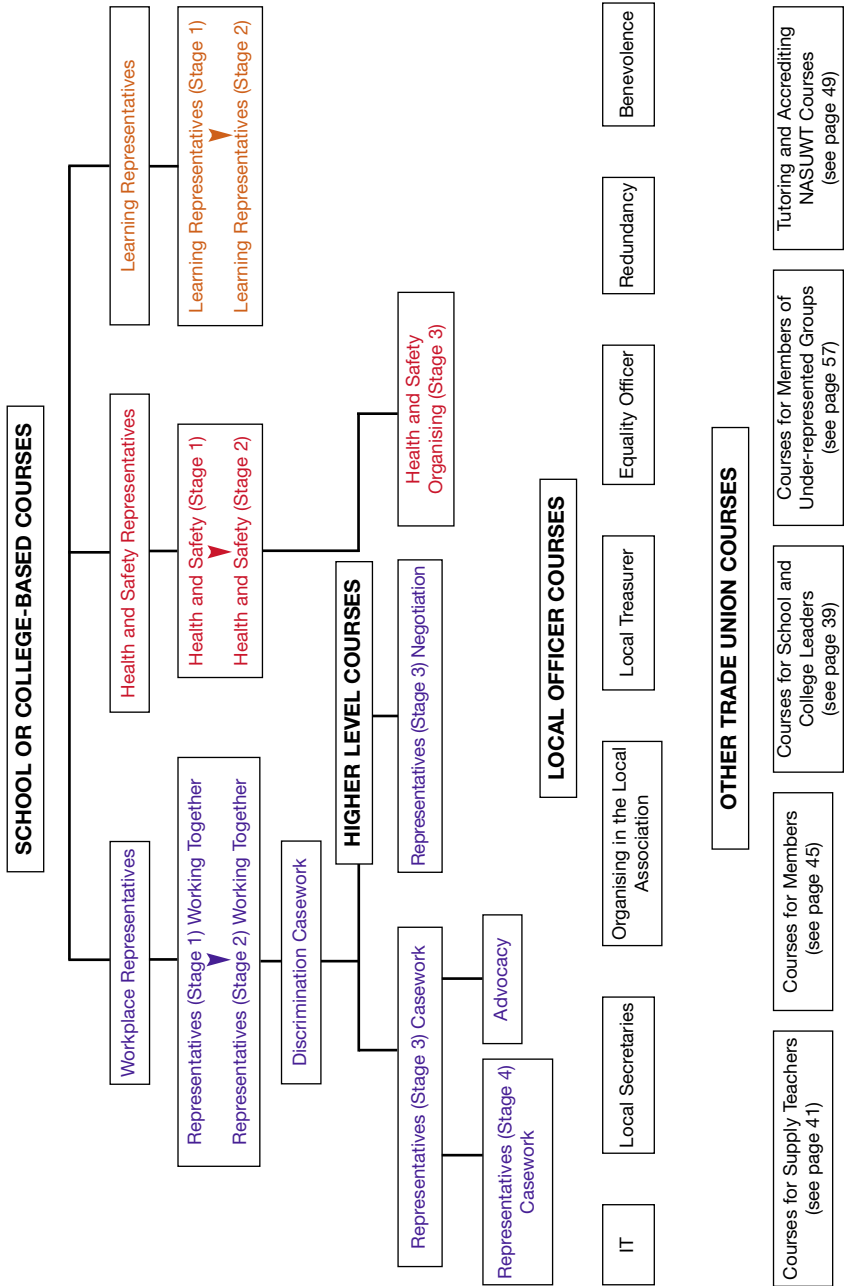 SCHOOL OR COLLEGE-BASED COURSES
Workplace Representatives
Health and Safety Representatives
Learning Representatives
Representatives (Stage 1) Working Together
Representatives (Stage 2) Working Together
Health and Safety (Stage 1)
Health and Safety (Stage 2)
Learning Representatives (Stage 1)
Learning Representatives (Stage 2)
Discrimination Casework
HIGHER LEVEL COURSES
Representatives (Stage 3) Casework
Representatives (Stage 3) Negotiation
Health and Safety
Organising (Stage 3)
Representatives (Stage 4)
Casework
Advocacy
LOCAL OFFICER COURSES
IT
Local Secretaries
Organising in the Local
Association
Local Treasurer
Equality Officer
Redundancy
Benevolence
OTHER TRADE UNION COURSES
Courses for Supply Teachers
(see page 41)
Courses for Members
(see page 45)
Courses for School and
College Leaders
(see page 39)
Courses for Members of
Under-represented Groups
(see page 57)
Tutoring and Accrediting
NASUWT Courses
(see page 49)